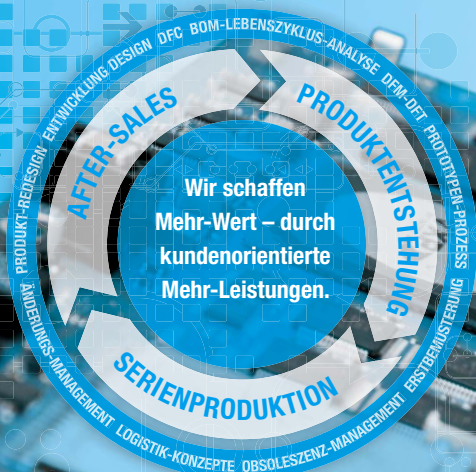 Wir schaffen
Mehr-Wert – durch
kundenorientierte
Mehr-Leistungen.
AFTER-SALES
PRODUKTENTSTEHUNG
SERIENPRODUKTION
ENTWICKLUNG DESIGN DFC BOM-LEBENSZYKLUS-ANALYSE DFM-DFT PROTOTYPEN-PROZESS
ERSTBEMUSTERUNG
ÄNDERUNGS-MANAGEMENT LOGISTIK-KONZEPTE OBSOLESZENZ-MANAGEMENT
PRODUKT-REDESIGN